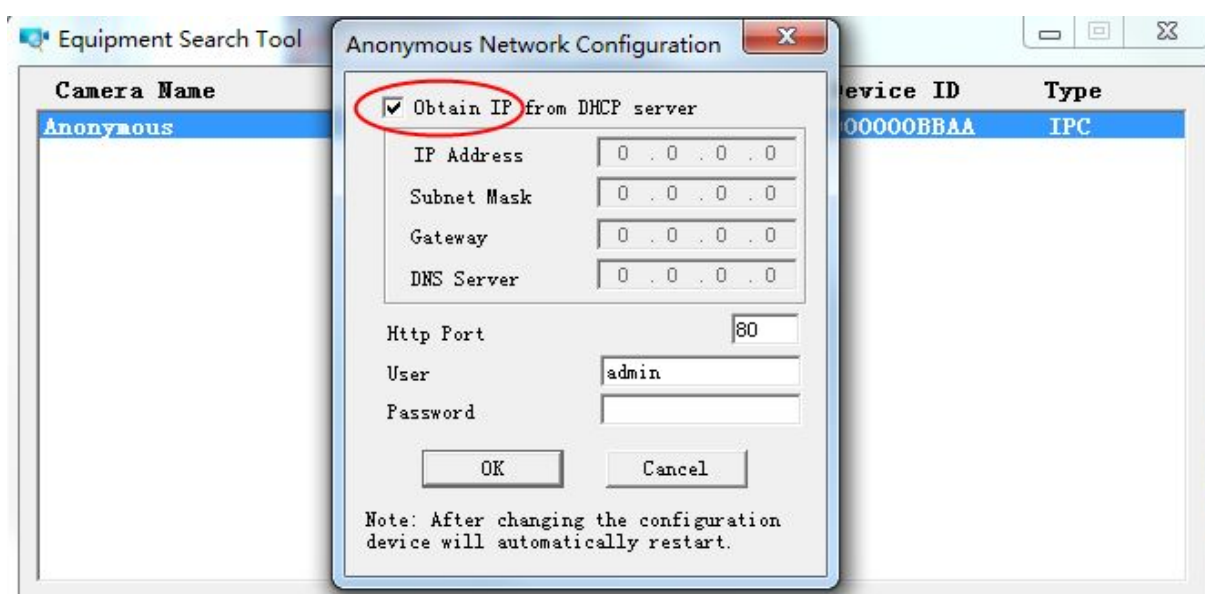 Equipment Search Tool
Anonymous Network Configuration
Camera Name
evice ID
Type
Anonymous
00000BBAA
IPC
Obtain IP from DHCP server
IP Address 0 . 0 . 0 . 0
Subnet Mask 0 . 0 . 0 . 0
Gateway 0 . 0 . 0 . 0
DNS Server 0 . 0 . 0 . 0
Http Port 80
User admin
Password
OK Cancel
Note: After changing the configuration
device will automatically restart.